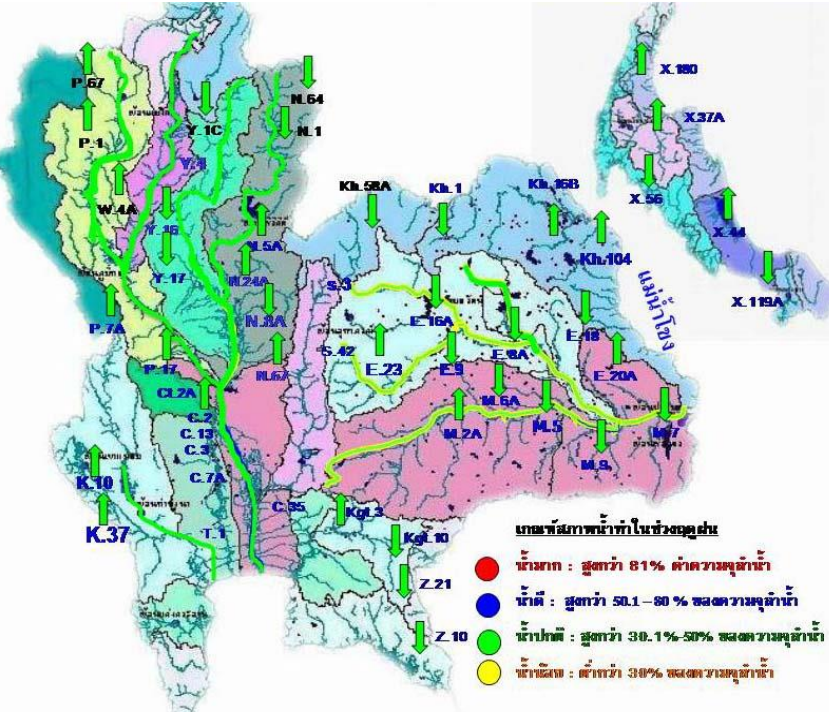 P.67
P.1
W.4A
Y.1C
N.64
N.1
Y.4
Y.16
Y.17
N.5A
N.24A
N.8A
N.67
P.7A
P.17
Ct.2A
C.2
C.13
C.3
C.7A
C.35
T.1
K.10
K.37
Kh.58A
Kh.1
Kh.16B
Kh.104
แม่น้ำโขง
s.3
S.42
E.16A
E.23
E.9
E.8A
E.18
E.20A
M.6A
M.2A
M.5
M.9
M.7
Kgt.3
Kgt.10
Z.21
Z.10
X.180
X.37A
X.56
X.44
X.119A
เกณฑ์สภาพน้ำท่าในช่วงฤดูฝน
น้ำมาก : สูงกว่า 81% ค่าความจุลำน้ำ
น้ำดี : สูงกว่า 50.1-80 % ของความจุลำน้ำ
น้ำปกติ : สูงกว่า 30.1%-50% ของความจุลำน้ำ
น้ำน้อย : ต่ำกว่า 30% ของความจุลำน้ำ